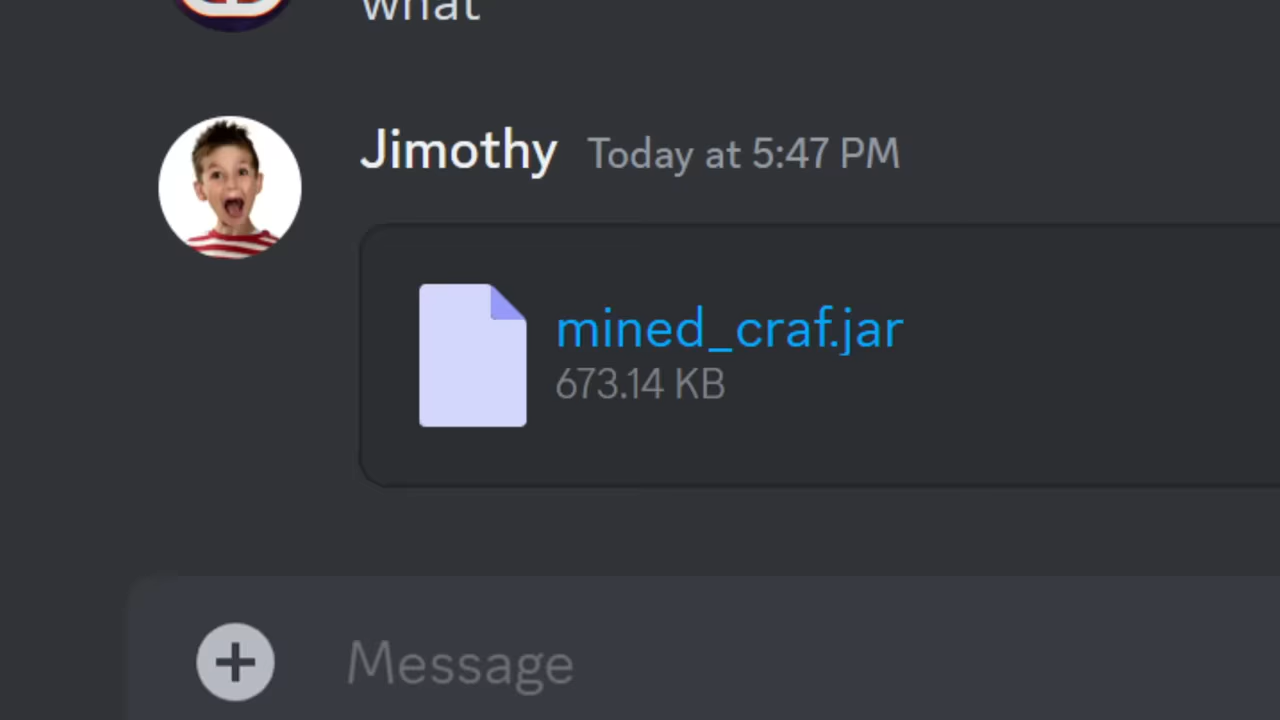 what
Jimothy Today at 5:47 PM
mined_craf.jar
673.14 KB
Message